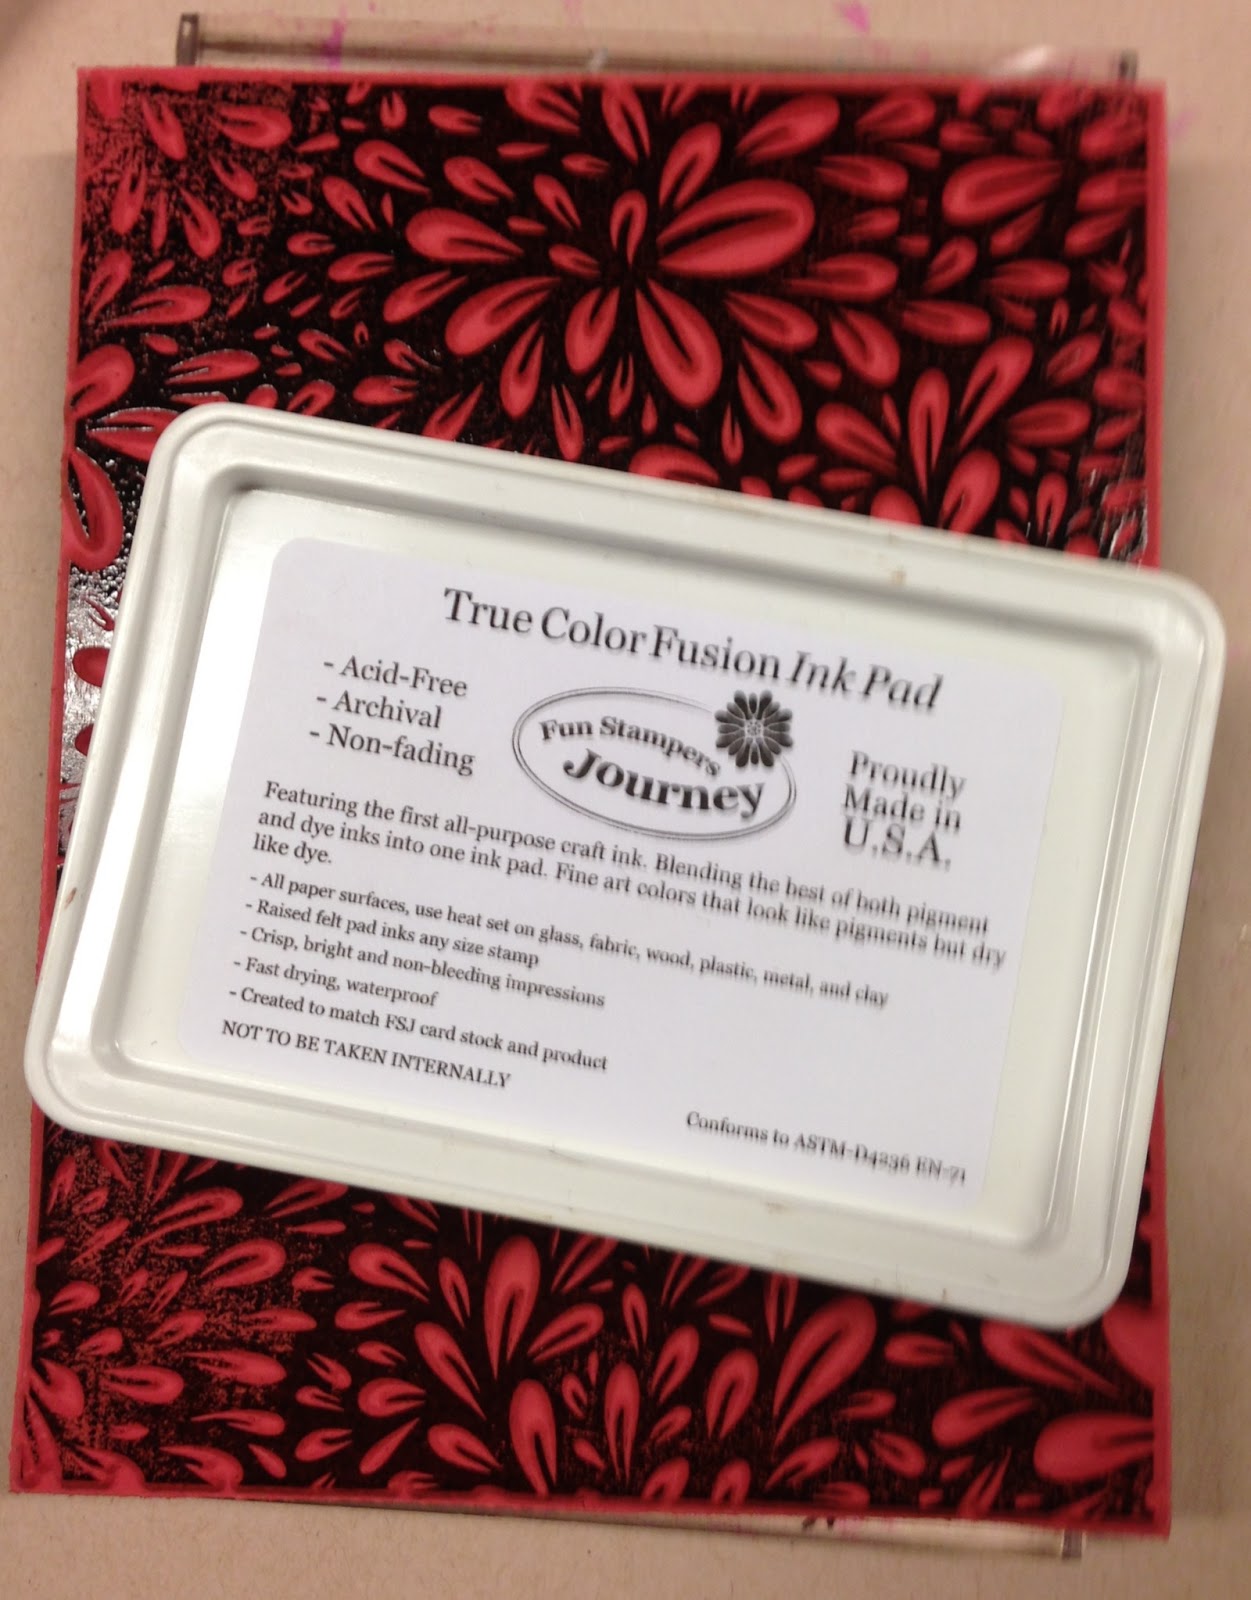 True Color Fusion Ink Pad
- Acid-Free
- Archival
- Non-fading
Fun Stampers
Journey
Proudly
Made in
U.S.A.
Featuring the first all-purpose craft ink. Blending the best of both pigment
and dye inks into one ink pad. Fine art colors that look like pigments but dry
like dye.
- All paper surfaces, use heat set on glass, fabric, wood, plastic, metal, and clay
- Raised felt pad inks any size stamp
- Crisp, bright and non-bleeding impressions
- Fast drying, waterproof
- Created to match FSJ card stock and product
NOT TO BE TAKEN INTERNALLY
Conforms to ASTM-D4236 EN-71